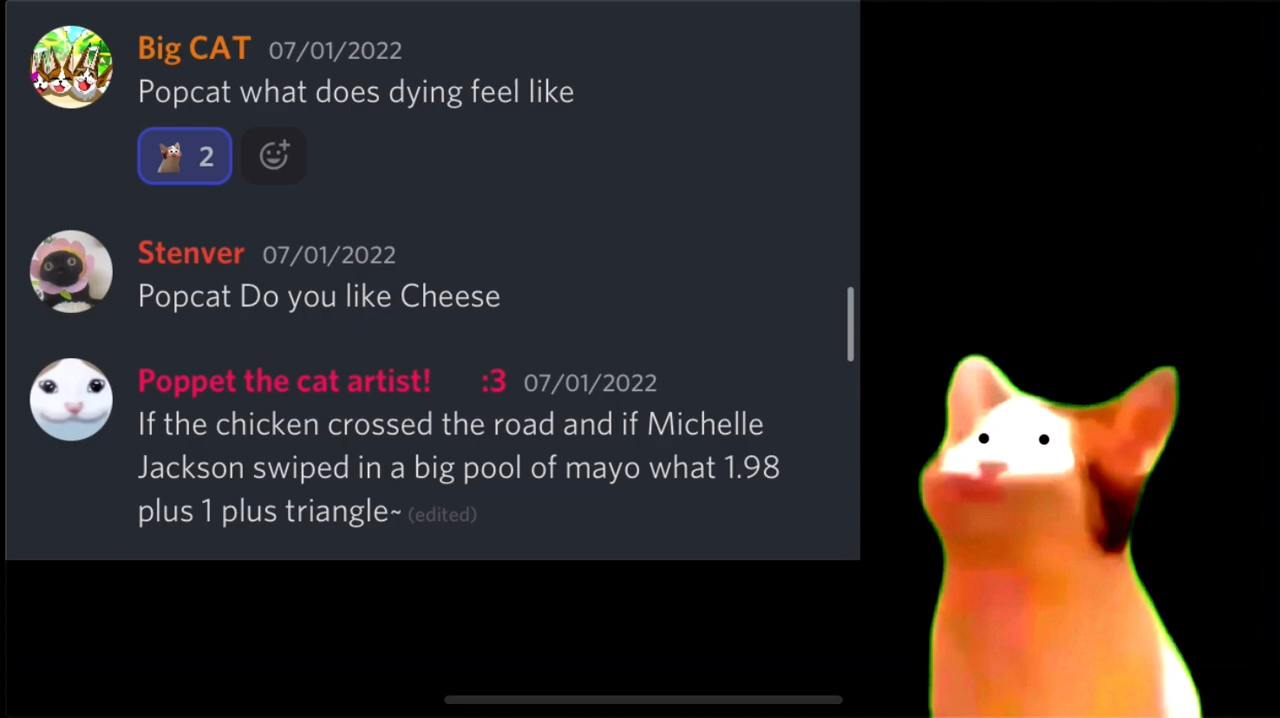 Big CAT 07/01/2022
Popcat what does dying feel like
2
Stenver 07/01/2022
Popcat Do you like Cheese
Poppet the cat artist! :3 07/01/2022
If the chicken crossed the road and if Michelle
Jackson swiped in a big pool of mayo what 1.98
plus 1 plus triangle~ (edited)